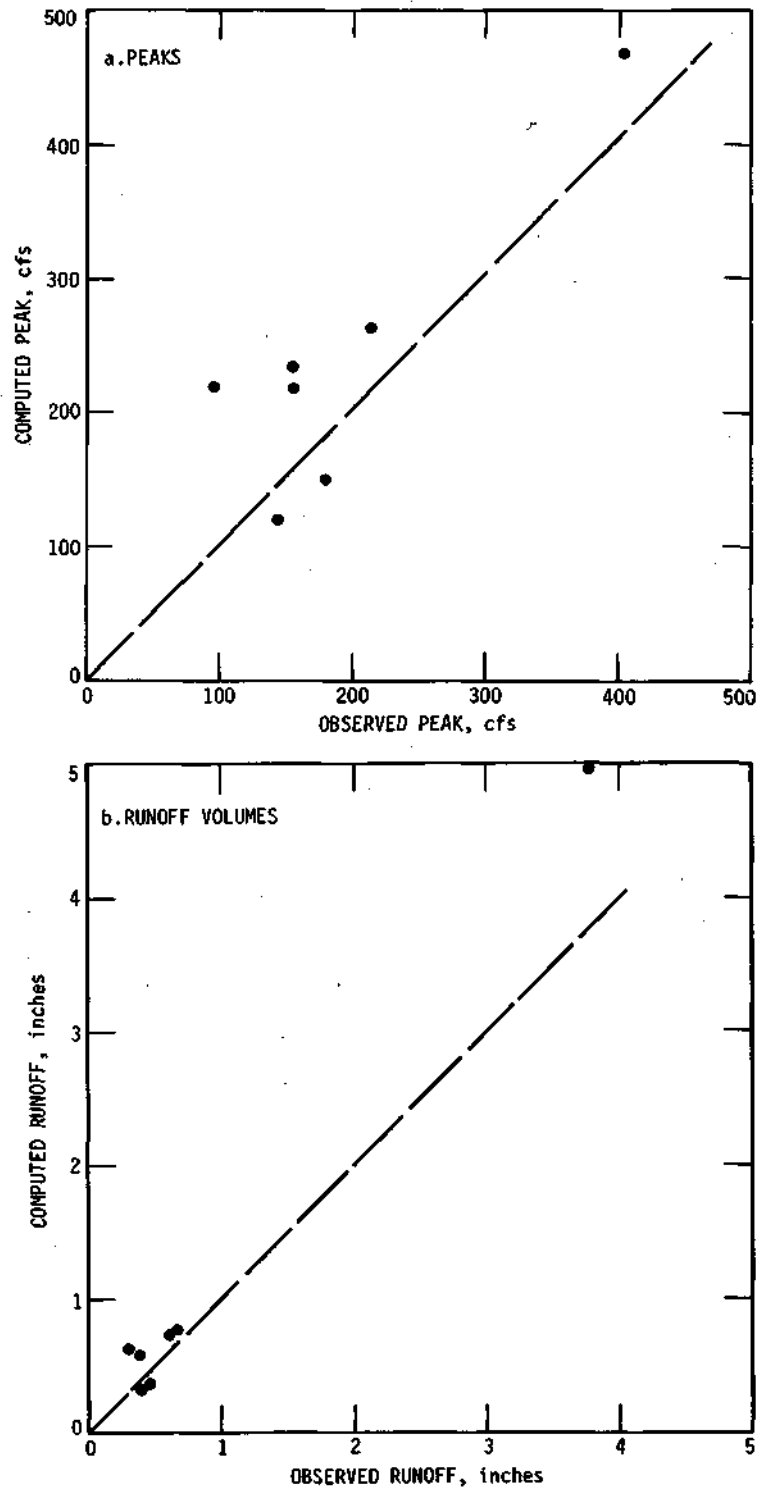 500
a.PEAKS
400
300
200
100
0
COMPUTED PEAK, cfs
0 100 200 300 400 500
OBSERVED PEAK, cfs
5
b.RUNOFF VOLUMES
4
3
2
1
0
COMPUTED RUNOFF, inches
0 1 2 3 4 5
OBSERVED RUNOFF, inches